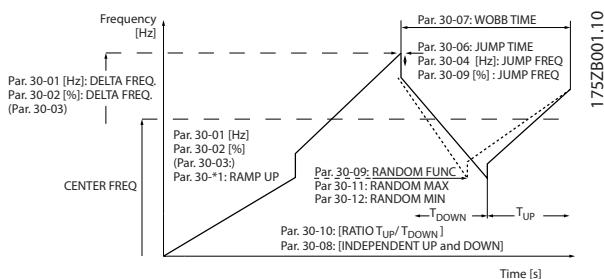 Frequency
[Hz]
Par. 30-07: WOBB TIME
Par. 30-06: JUMP TIME
Par. 30-04 [Hz]: JUMP FREQ
Par. 30-09 [%] : JUMP FREQ
175ZB001.10
Par. 30-01 [Hz]: DELTA FREQ.
Par. 30-02 [%]: DELTA FREQ.
(Par. 30-03)
Par. 30-01 [Hz]
Par. 30-02 [%]
(Par. 30-03:)
Par. 30-*1: RAMP UP
CENTER FREQ
Par. 30-09: RANDOM FUNC
Par 30-11: RANDOM MAX
Par 30-12: RANDOM MIN
TDOWN
TUP
Par. 30-10: [RATIO TUP/ TDOWN ]
Par. 30-08: [INDEPENDENT UP and DOWN]
Time [s]